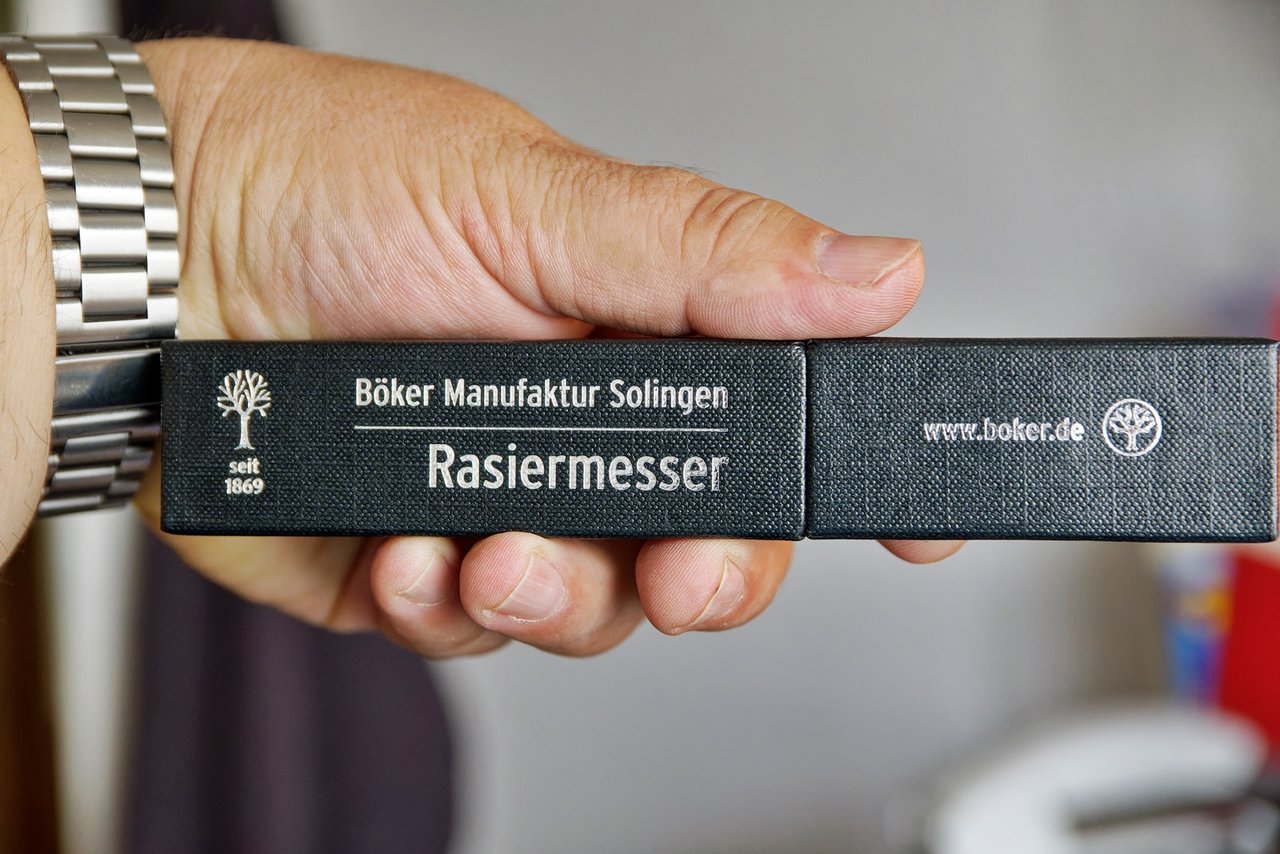 seit
1869
Böker Manufaktur Solingen
Rasiermesser
www.boker.de